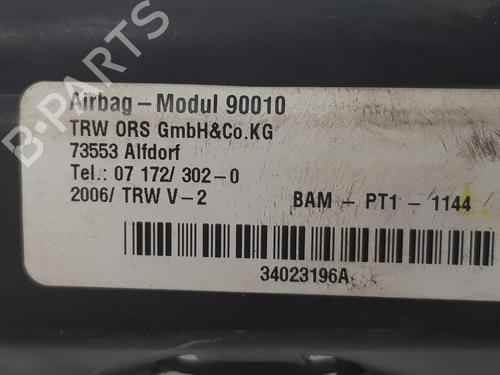 Airbag – Modul 90010
TRW ORS GmbH&Co.KG
73553 Alfdorf
Tel.: 07 172/ 302-0
2006/ TRW V-2
BAM – PT1 – 1144
34023196A
B-PARTS